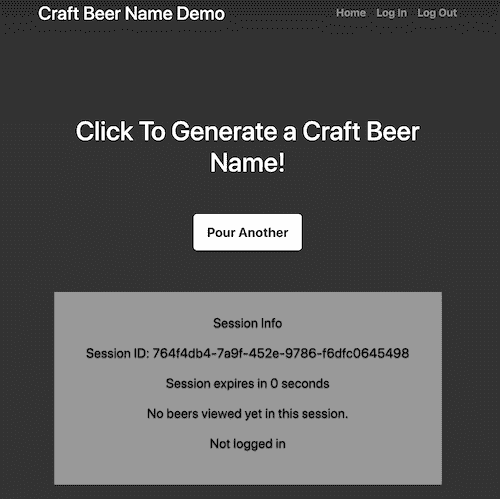 Craft Beer Name Demo
Home Log In Log Out
Click To Generate a Craft Beer
Name!
Pour Another
Session Info
Session ID: 764f4db4-7a9f-452e-9786-f6dfc0645498
Session expires in 0 seconds
No beers viewed yet in this session.
Not logged in